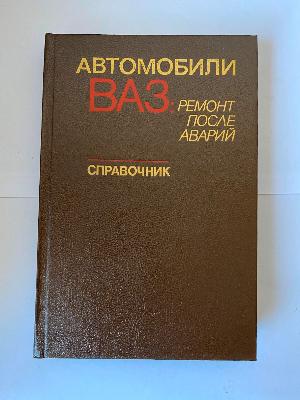 АВТОМОБИЛИ
ВАЗ: РЕМОНТ
ПОСЛЕ
АВАРИЙ
СПРАВОЧНИК